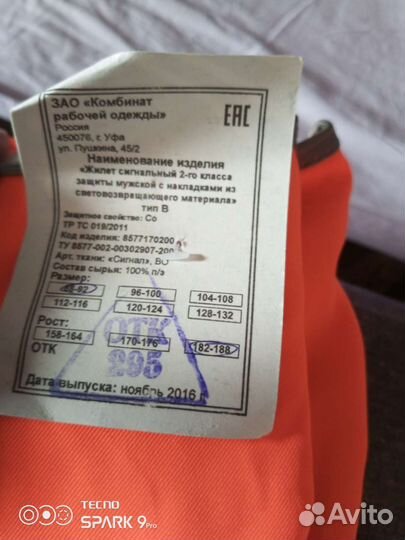 ЗАО «Комбинат
рабочей одежды»
Россия
450076, г. Уфа
ул. Пушкина, 45/2
EAC
Наименование изделия
«Жилет сигнальный 2-го класса
защиты мужской с накладками из
световозвращающего материала»
тип В
Защитное свойство: Со
ТР ТС 019/2011
Код изделия: 8577170200
ТУ 8577-002-00302907-200
Арт. ткани: «Сигнал», ВО
Состав сырья: 100% п/э
Размер:
88-92 96-100 104-108
112-116 120-124 128-132
Рост:
158-164 170-176 182-188
ОТК
ОТК
295
Дата выпуска: ноябрь 2016 г
TECNO
SPARK 9Pro
Avito